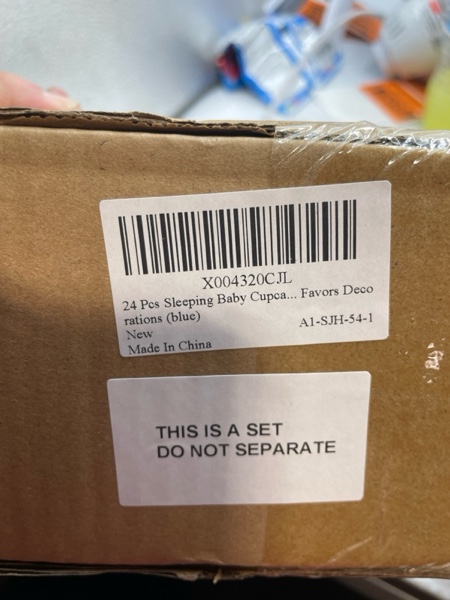 X004320CJL
24 Pcs Sleeping Baby Cupca... Favors Deco
rations (blue)
New
A1-SJH-54-1
Made In China
THIS IS A SET
DO NOT SEPARATE